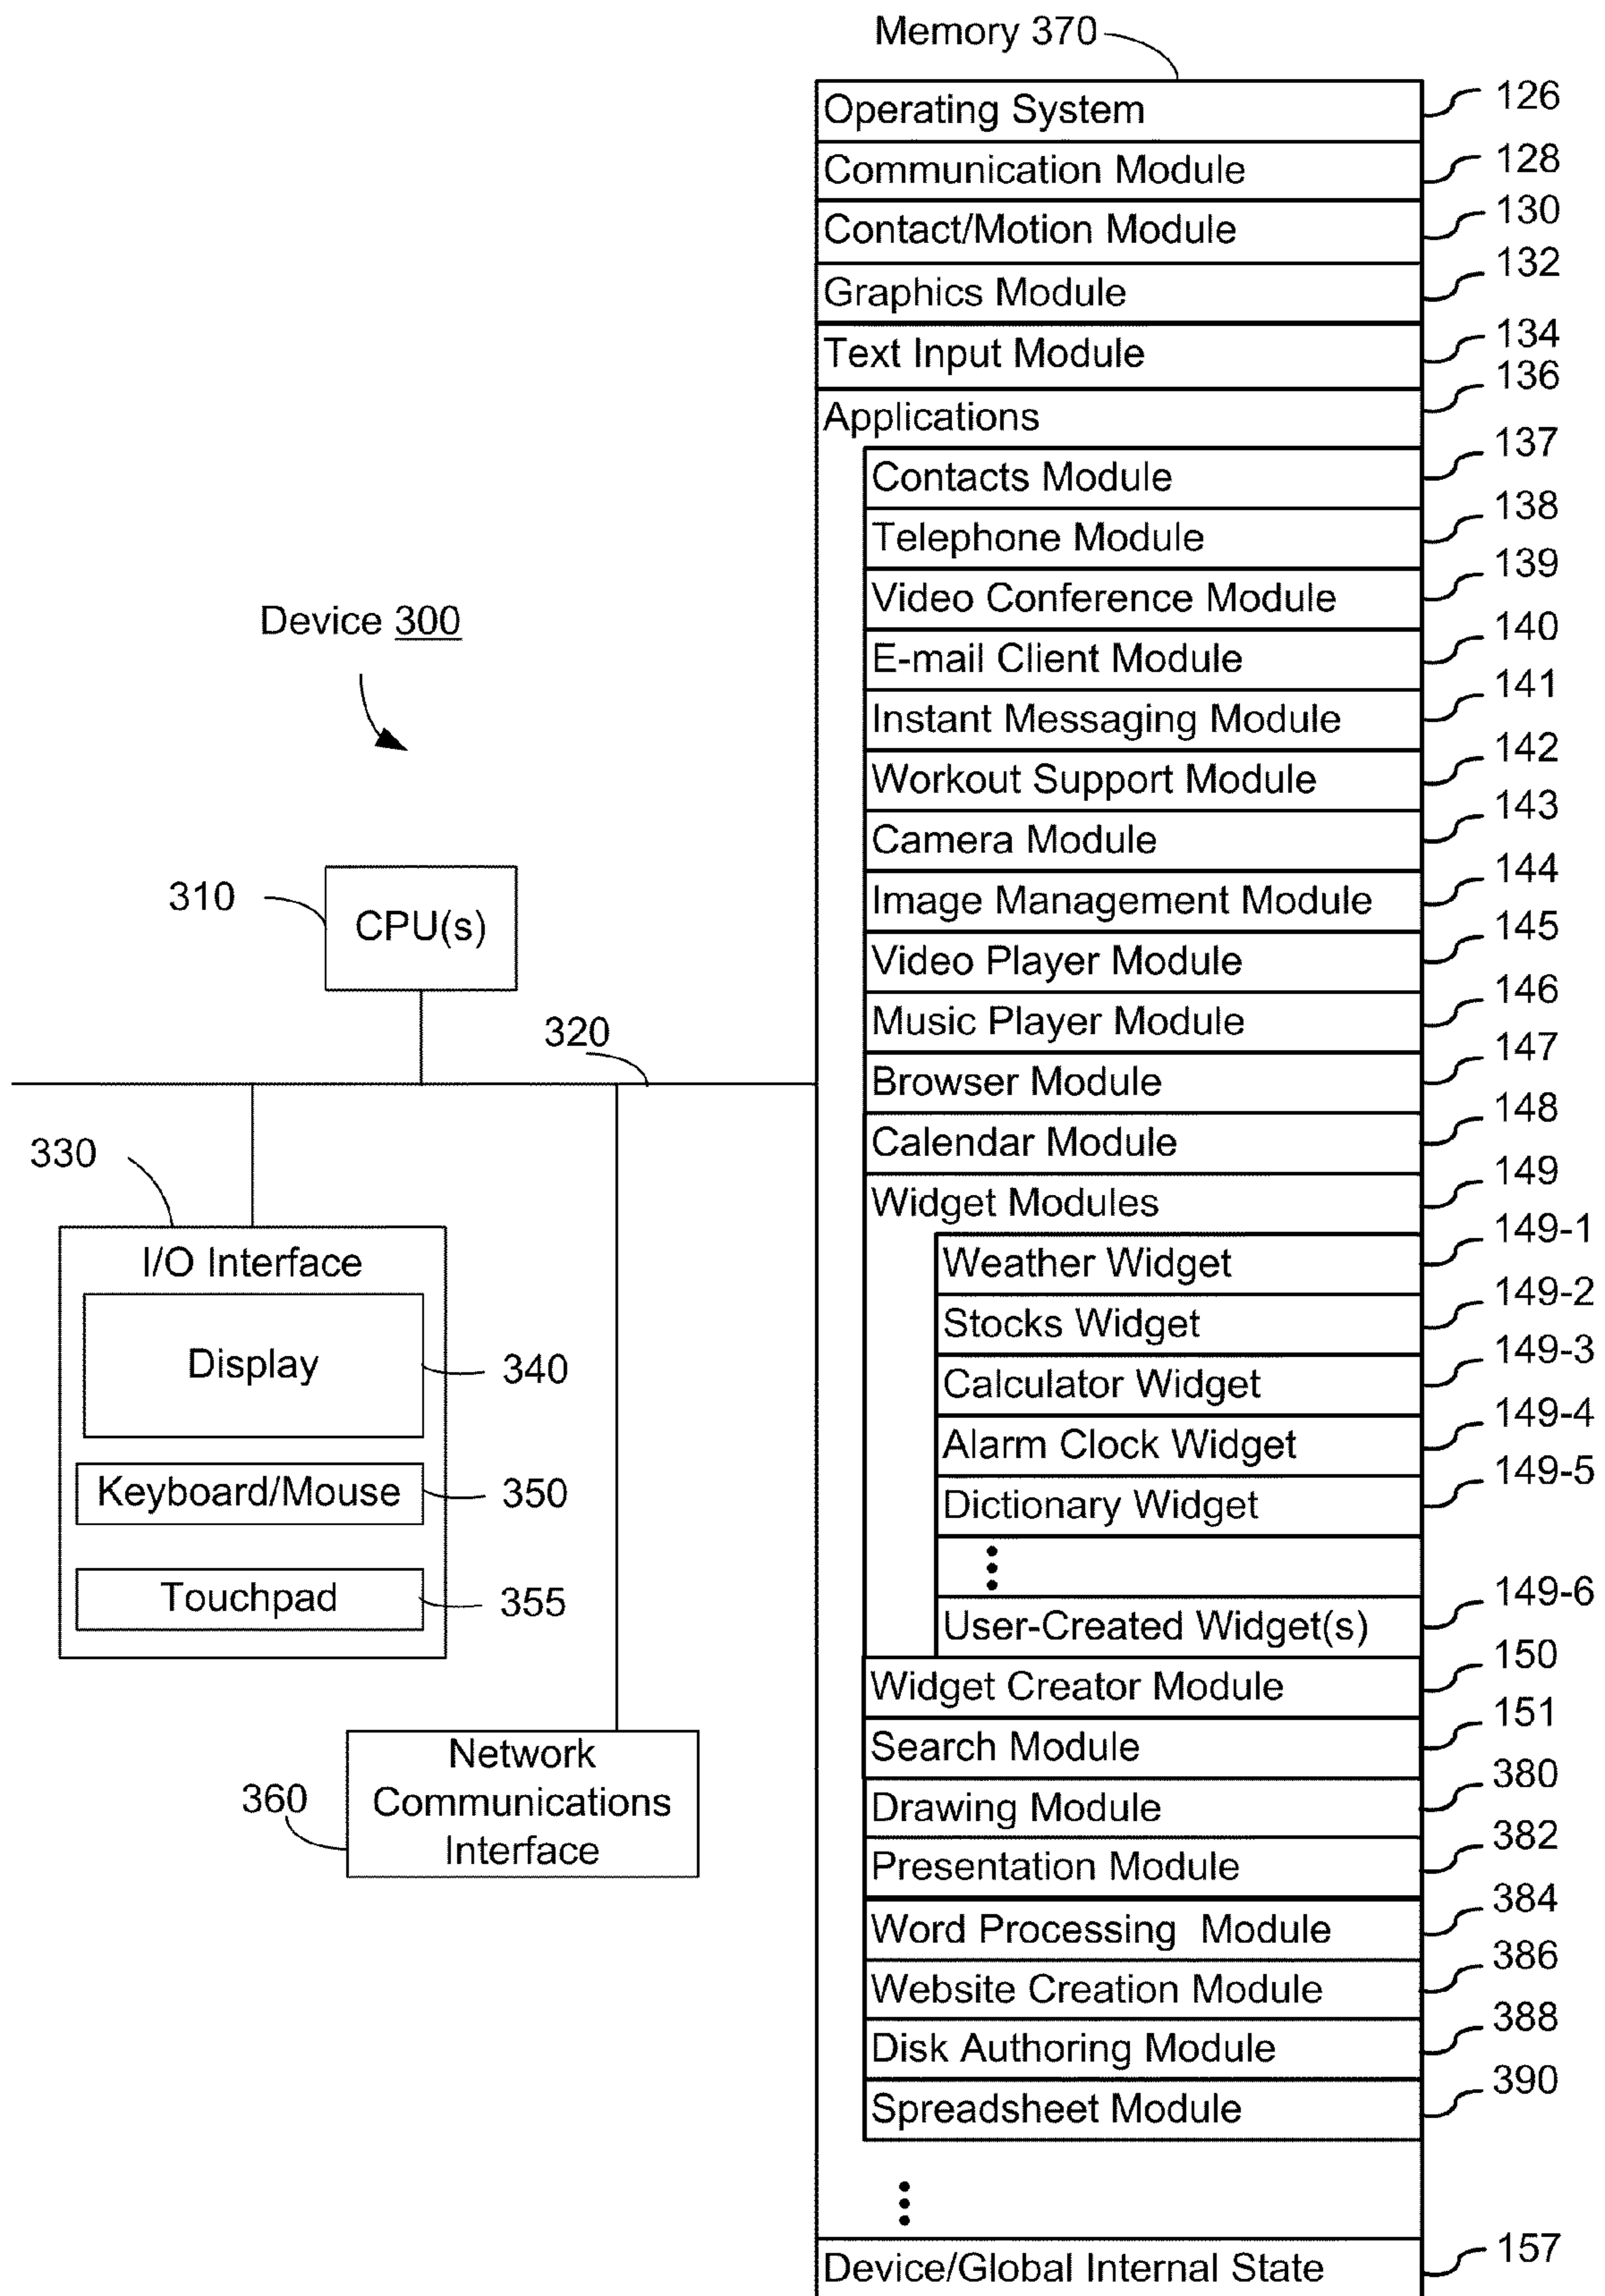 Memory 370
Operating System 126
Communication Module 128
Contact/Motion Module 130
Graphics Module 132
Text Input Module 134
Applications 136
Contacts Module 137
Telephone Module 138
Video Conference Module 139
E-mail Client Module 140
Instant Messaging Module 141
Workout Support Module 142
Camera Module 143
Image Management Module 144
Video Player Module 145
Music Player Module 146
Browser Module 147
Calendar Module 148
Widget Modules 149
Weather Widget 149-1
Stocks Widget 149-2
Calculator Widget 149-3
Alarm Clock Widget 149-4
Dictionary Widget 149-5
User-Created Widget(s) 149-6
Widget Creator Module 150
Search Module 151
Drawing Module 380
Presentation Module 382
Word Processing Module 384
Website Creation Module 386
Disk Authoring Module 388
Spreadsheet Module 390
Device/Global Internal State 157
Device 300
310
CPU(s)
320
330
I/O Interface
Display 340
Keyboard/Mouse 350
Touchpad 355
360
Network
Communications
Interface